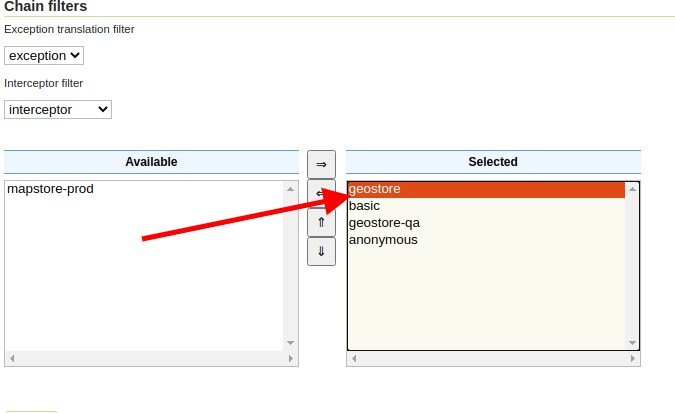 Chain filters
Exception translation filter
exception
Interceptor filter
interceptor
Available
⇒
Selected
mapstore-prod
⇐
⇑
⇓
geostore
basic
geostore-qa
anonymous